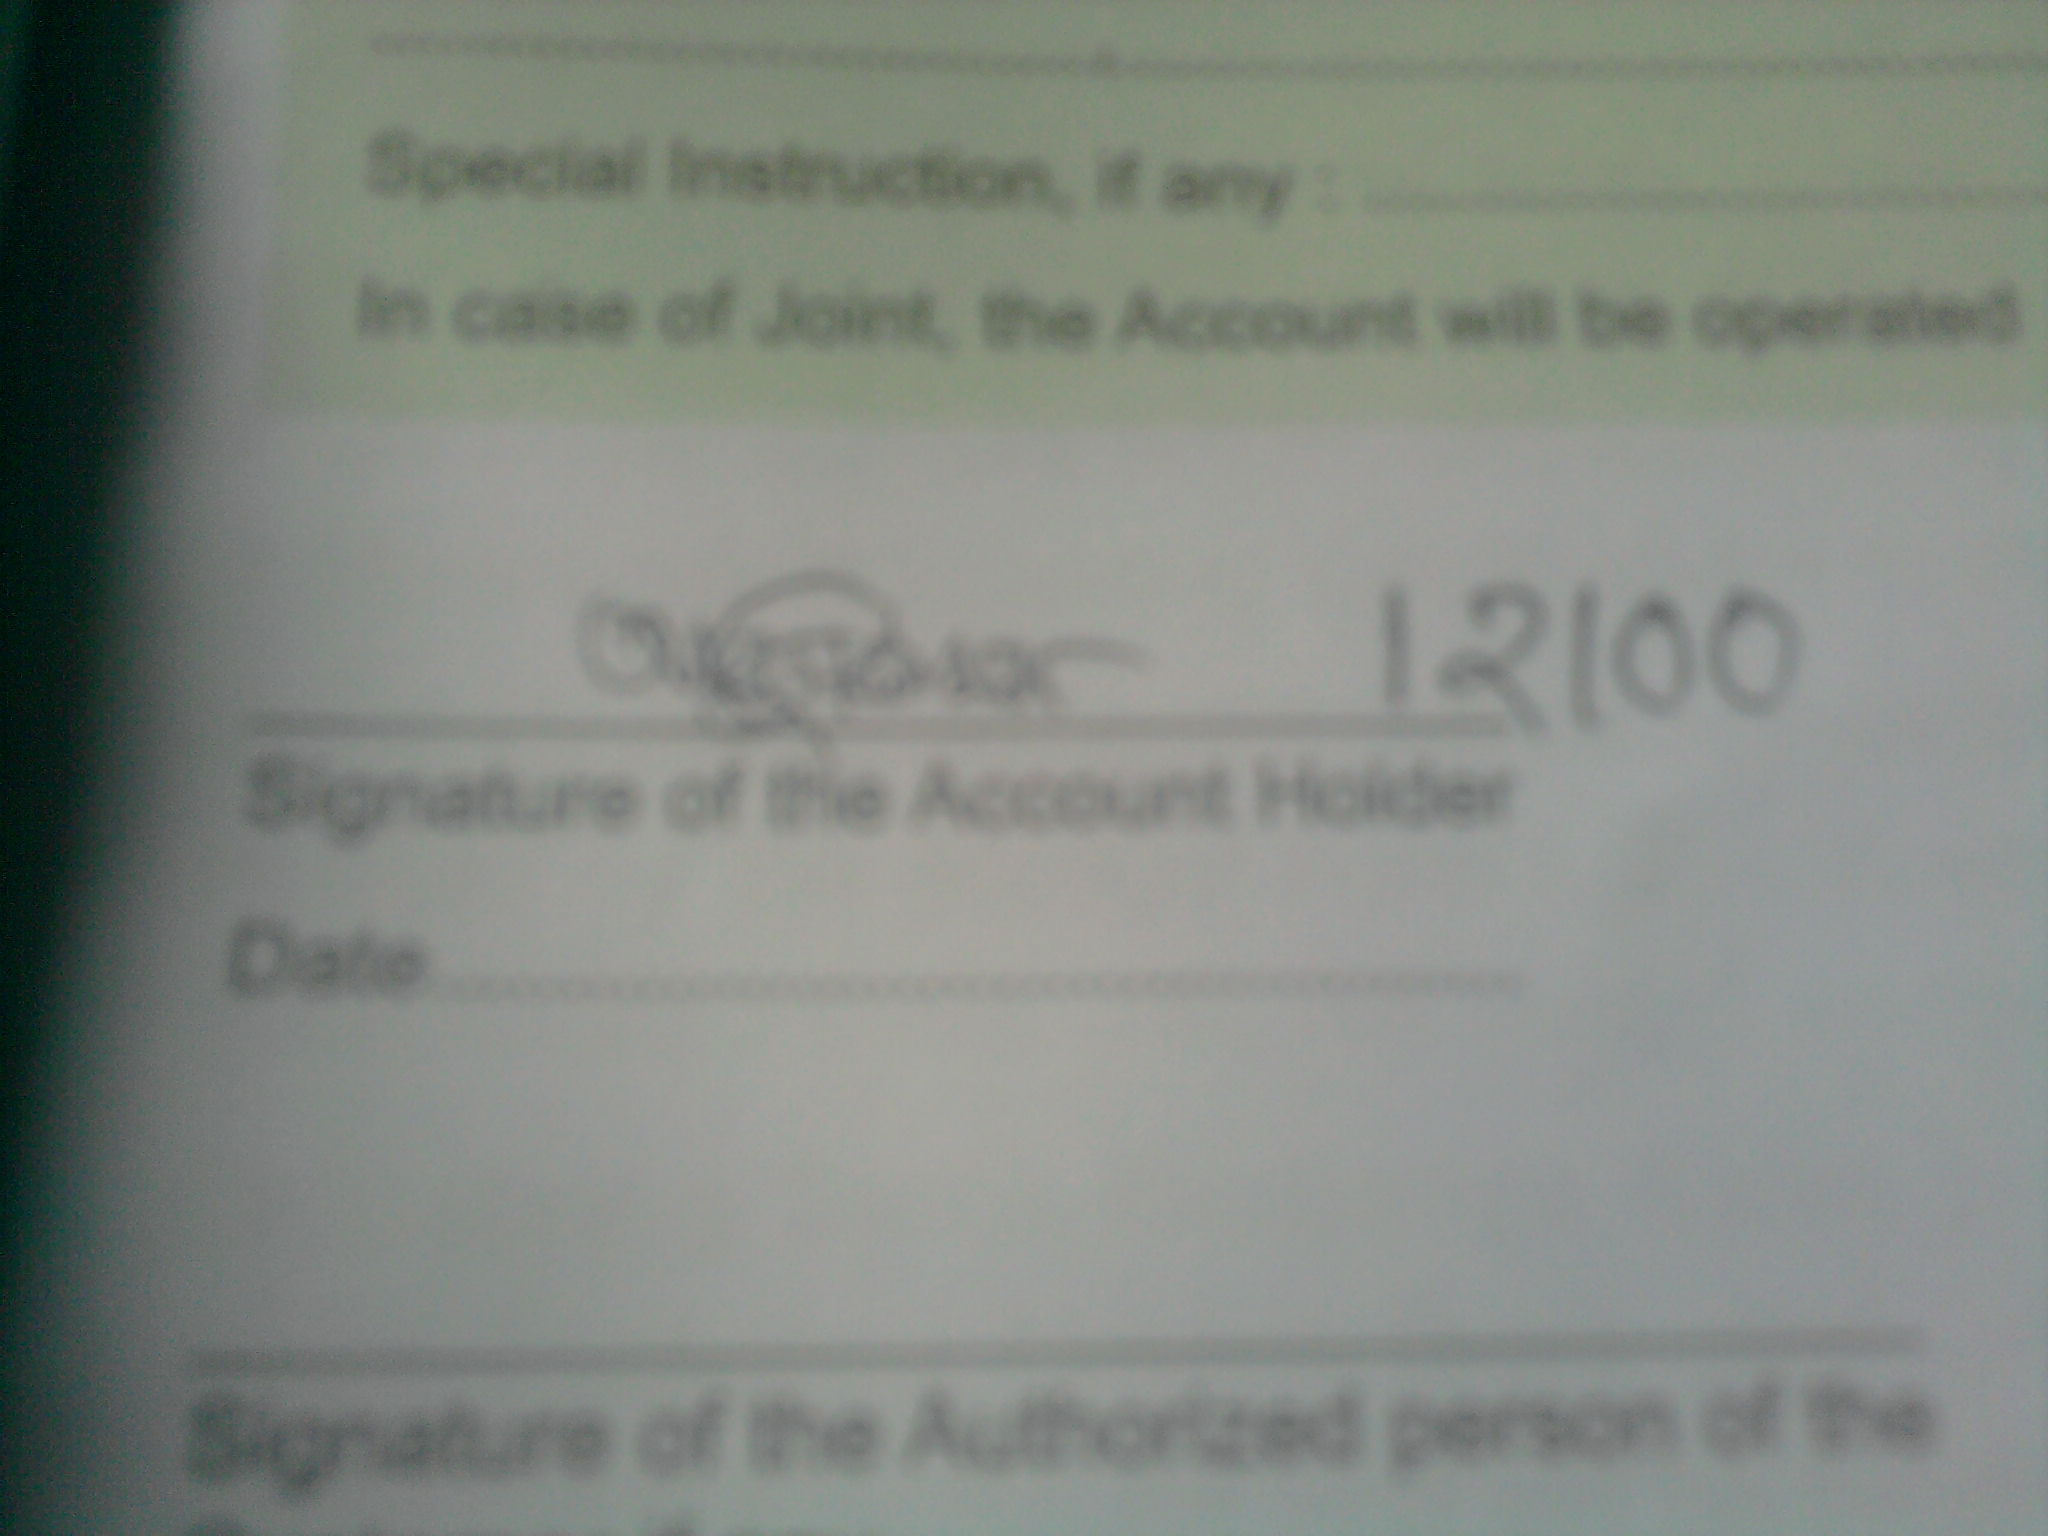 Special Instruction, if any :
In case of Joint, the Account will be operated
12100
Signature of the Account Holder
Date
Signature of the Authorized person of the